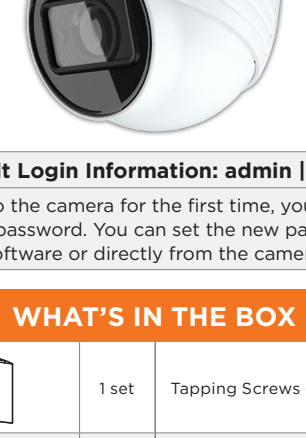 lt Login Information: admin |
o the camera for the first time, you
password. You can set the new pa
oftware or directly from the camer
WHAT'S IN THE BOX
1 set
Tapping Screws